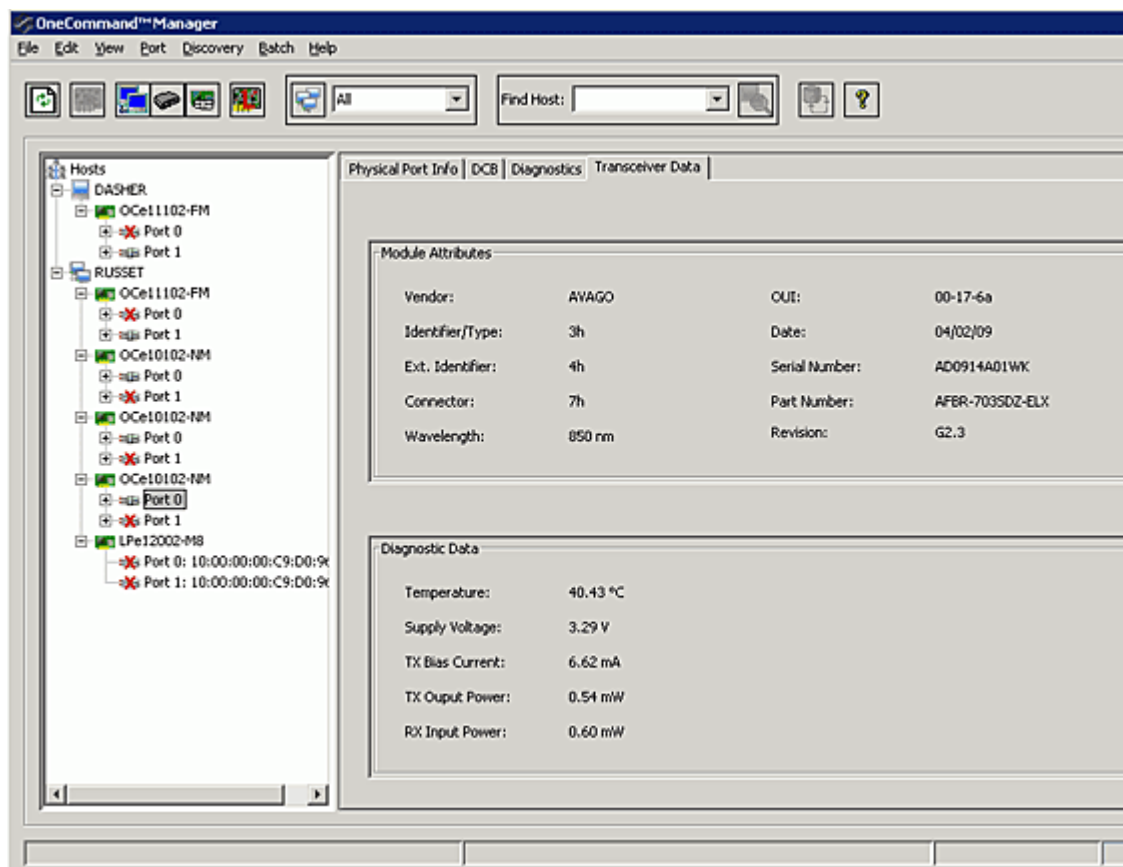 OneCommand™Manager
File Edit View Port Discovery Batch Help
All Find Host:
Hosts
DASHER
OCe11102-FM
Port 0
Port 1
RUSSET
OCe11102-FM
Port 0
Port 1
OCe10102-NM
Port 0
Port 1
OCe10102-NM
Port 0
Port 1
OCe10102-NM
Port 0
Port 1
LPe12002-M8
Port 0: 10:00:00:00:C9:D0:9
Port 1: 10:00:00:00:C9:D0:9
Physical Port Info DCB Diagnostics Transceiver Data
Module Attributes
Vendor: AVAGO OUI: 00-17-6a
Identifier/Type: 3h Date: 04/02/09
Ext. Identifier: 4h Serial Number: AD0914A01WK
Connector: 7h Part Number: AFBR-703SDZ-ELX
Wavelength: 850 nm Revision: G2.3
Diagnostic Data
Temperature: 40.43 °C
Supply Voltage: 3.29 V
TX Bias Current: 6.62 mA
TX Ouput Power: 0.54 mW
RX Input Power: 0.60 mW